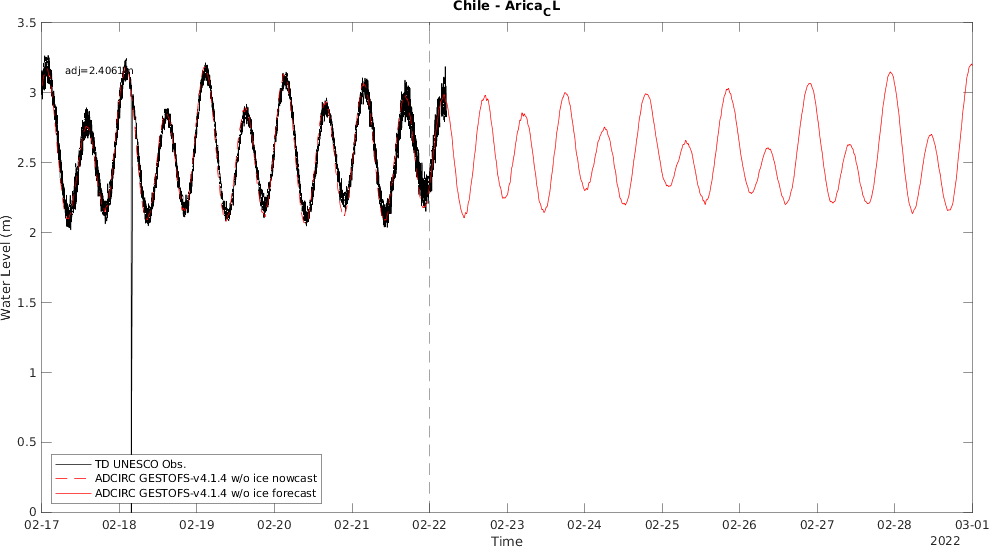 Chile - Arica_CL
3.5
3
2.5
2
1.5
1
0.5
0
Water Level (m)
adj=2.4061m
TD UNESCO Obs.
ADCIRC GESTOFS-v4.1.4 w/o ice nowcast
ADCIRC GESTOFS-v4.1.4 w/o ice forecast
02-17 02-18 02-19 02-20 02-21 02-22 02-23 02-24 02-25 02-26 02-27 02-28 03-01
Time
2022